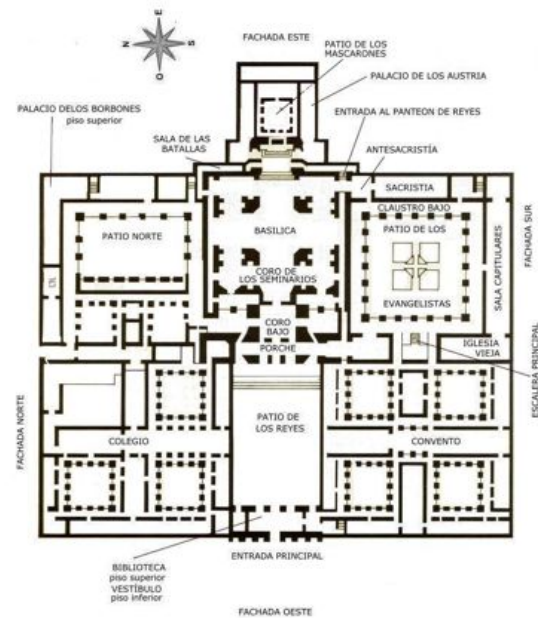 E
N
S
O
FACHADA ESTE
PATIO DE LOS
MASCARONES
PALACIO DE LOS AUSTRIA
PALACIO DELOS BORBONES
piso superior
ENTRADA AL PANTEON DE REYES
SALA DE LAS
BATALLAS
ANTESACRISTÍA
SACRISTIA
CLAUSTRO BAJO
PATIO NORTE
BASILICA
PATIO DE LOS
EVANGELISTAS
SALA CAPITULARES
FACHADA SUR
CORO DE
LOS SEMINARIOS
CORO
BAJO
PORCHE
IGLESIA
VIEJA
ESCALERA PRINCIPAL
PATIO DE
LOS REYES
FACHADA NORTE
COLEGIO
CONVENTO
ENTRADA PRINCIPAL
BIBLIOTECA
piso superior
VESTÍBULO
piso inferior
FACHADA OESTE